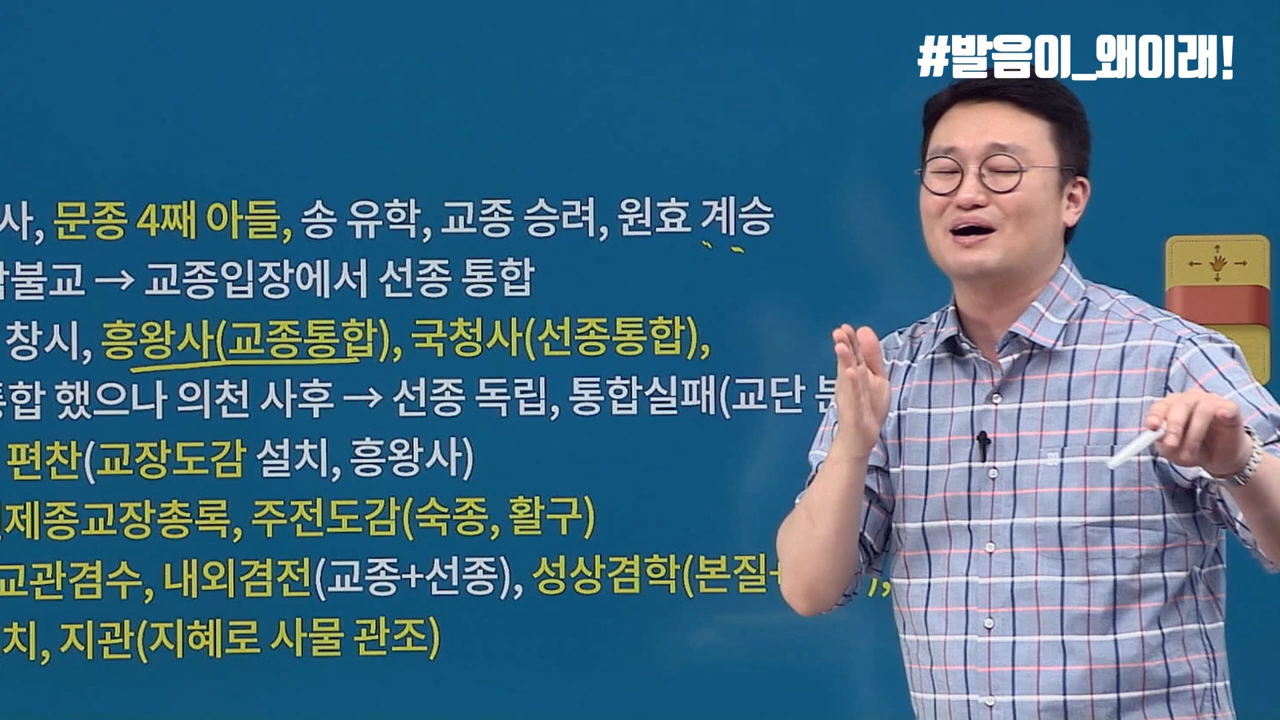 #발음이_왜이래!
사, 문종 4째 아들, 송 유학, 교종 승려, 원효 계승
불교 → 교종입장에서 선종 통합
창시, 흥왕사(교종통합), 국청사(선종통합),
통합 했으나 의천 사후 → 선종 독립, 통합실패(교단
편찬(교장도감 설치, 흥왕사)
제종교장총록, 주전도감(숙종, 활구)
교관겸수, 내외겸전(교종+선종), 성상겸학(본질+ ),
치, 지관(지혜로 사물 관조)